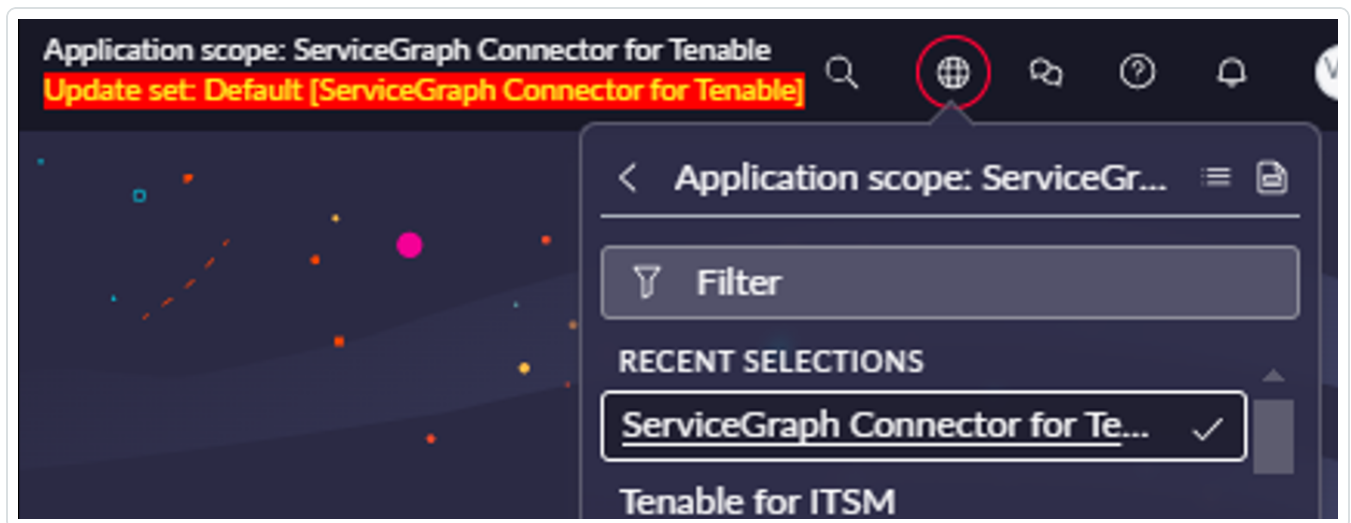 Application scope: ServiceGraph Connector for Tenable
Update set: Default [ServiceGraph Connector for Tenable]
Application scope: ServiceGr...
Filter
RECENT SELECTIONS
ServiceGraph Connector for Te...
Tenable for ITSM